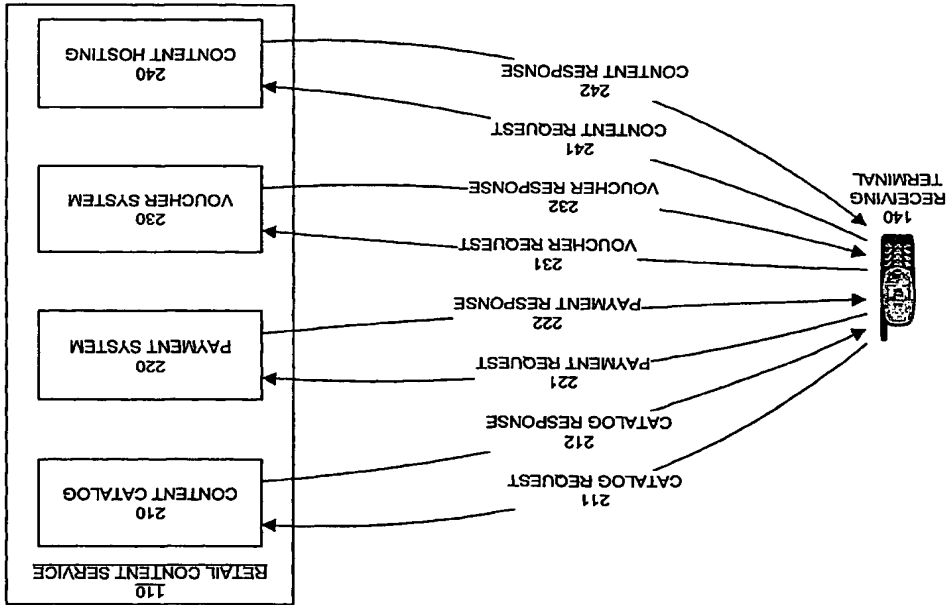 110
RETAIL CONTENT SERVICE
210
CONTENT CATALOG
211
CATALOG REQUEST
212
CATALOG RESPONSE
220
PAYMENT SYSTEM
221
PAYMENT REQUEST
222
PAYMENT RESPONSE
230
VOUCHER SYSTEM
231
VOUCHER REQUEST
232
VOUCHER RESPONSE
240
CONTENT HOSTING
241
CONTENT REQUEST
242
CONTENT RESPONSE
140
RECEIVING
TERMINAL